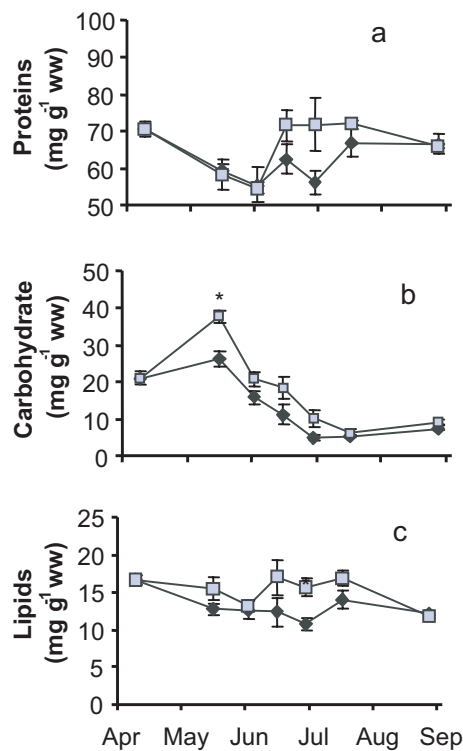 a
Proteins
(mg g-1 ww)
100
90
80
70
60
50
b
Carbohydrate
(mg g-1 ww)
50
40
30
20
10
0
*
c
Lipids
(mg g-1 ww)
25
20
15
10
5
0
*
Apr May Jun Jul Aug Sep